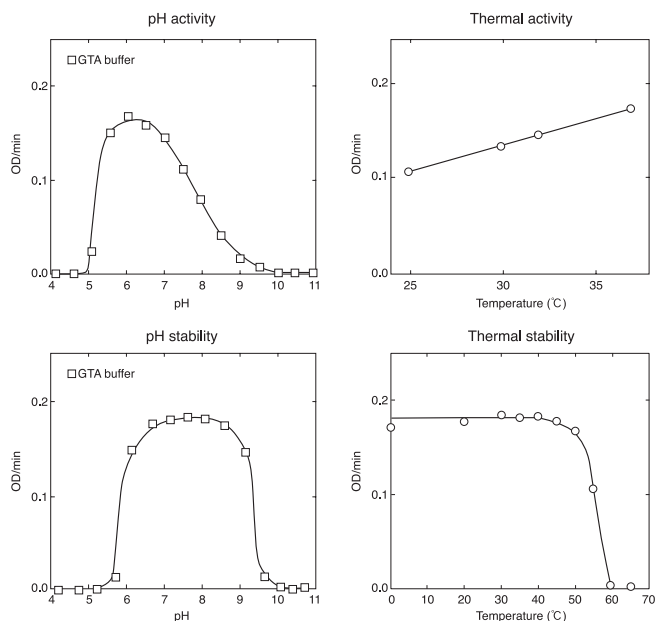 pH activity
GTA buffer
0.2
0.1
0.0
OD/min
4 5 6 7 8 9 10 11
pH
Thermal activity
0.2
0.1
0.0
OD/min
25 30 35
Temperature (℃)
pH stability
GTA buffer
0.2
0.1
0.0
OD/min
4 5 6 7 8 9 10 11
pH
Thermal stability
0.2
0.1
0.0
OD/min
0 10 20 30 40 50 60 70
Temperature (℃)